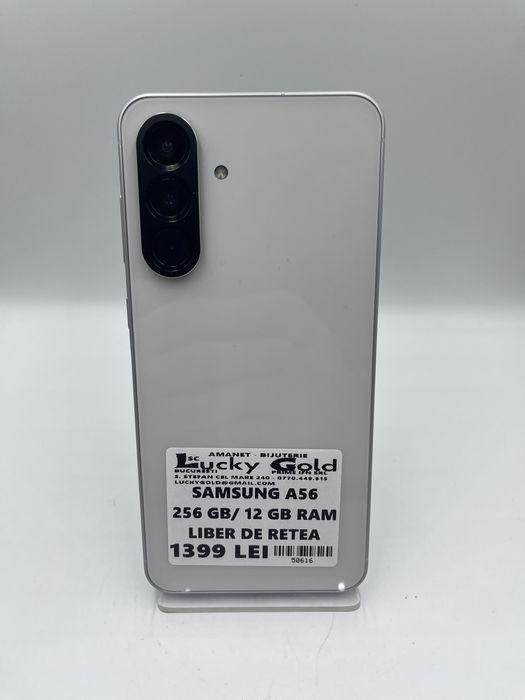 AMANET - BIJUTERIE
SC Lucky Gold
BUCURESTI PRIME IFN SRL
S. STEFAN CEL MARE 240 - 0770.449.515
LUCKYGOLD@GMAIL.COM
SAMSUNG A56
256 GB/ 12 GB RAM
LIBER DE RETEA
1399 LEI
50616